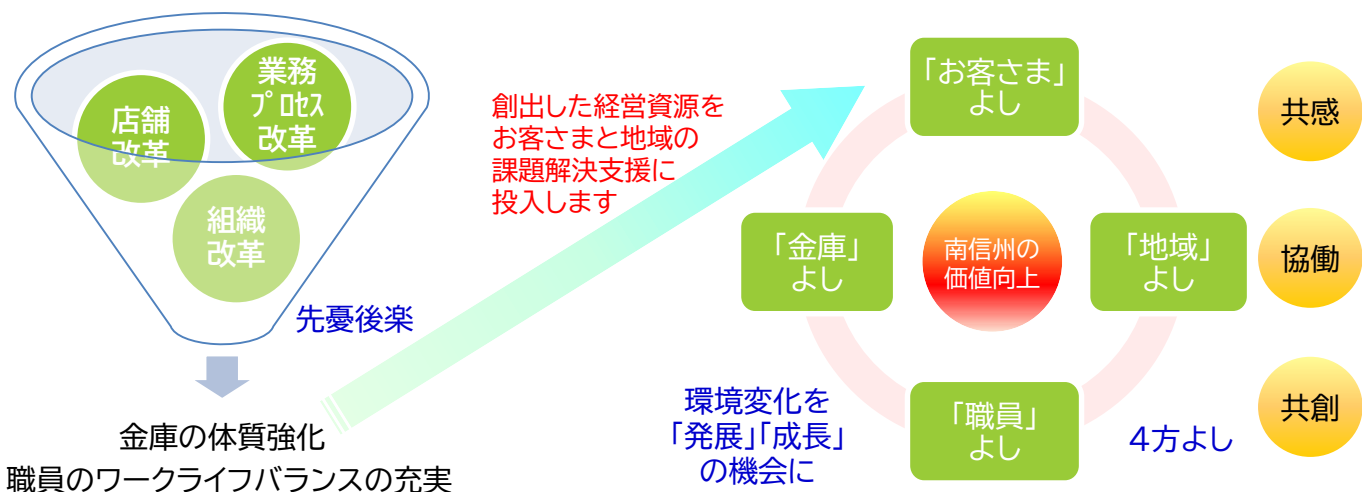 店舗
改革
業務
プロセス
改革
組織
改革
先憂後楽
金庫の体質強化
職員のワークライフバランスの充実
創出した経営資源を
お客さまと地域の
課題解決支援に
投入します
「お客さま」
よし
「金庫」
よし
南信州の
価値向上
「地域」
よし
「職員」
よし
環境変化を
「発展」「成長」
の機会に
4方よし
共感
協働
共創